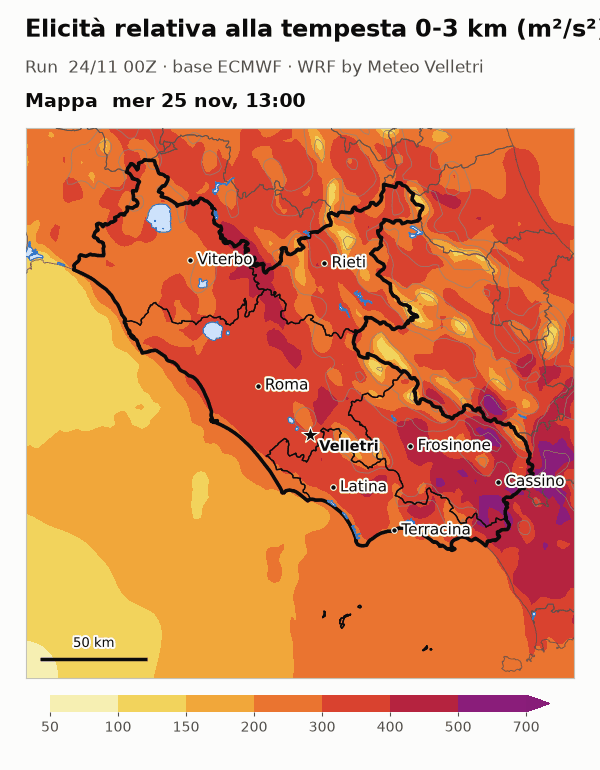 Elicità relativa alla tempesta 0-3 km (m²/s²)
Run 24/11 00Z · base ECMWF · WRF by Meteo Velletri
Mappa mer 25 nov, 13:00
Viterbo
Rieti
Roma
Velletri
Frosinone
Cassino
Latina
Terracina
50 km
50 100 150 200 300 400 500 700